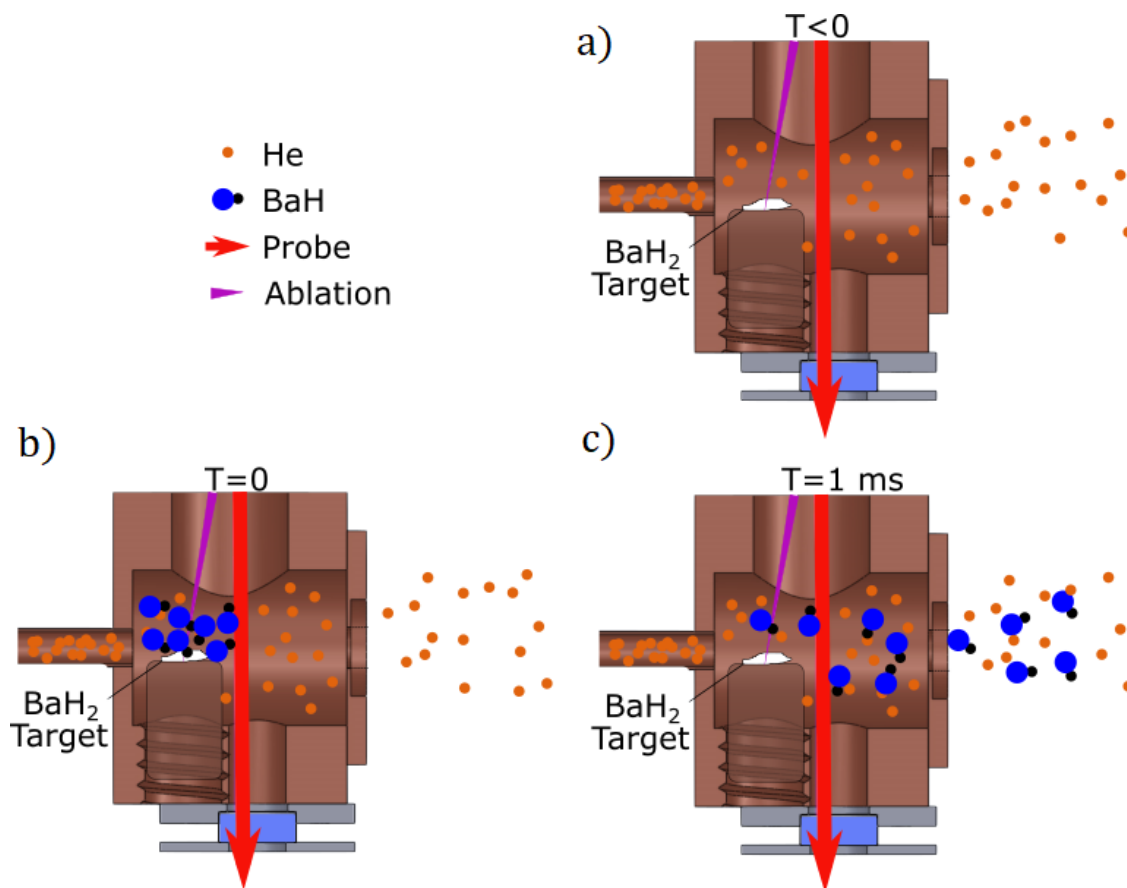 a)
T<0
He
BaH
Probe
Ablation
BaH₂
Target
b)
T=0
BaH₂
Target
c)
T=1 ms
BaH₂
Target